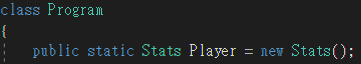 class Program
{
public static Stats Player = new Stats();